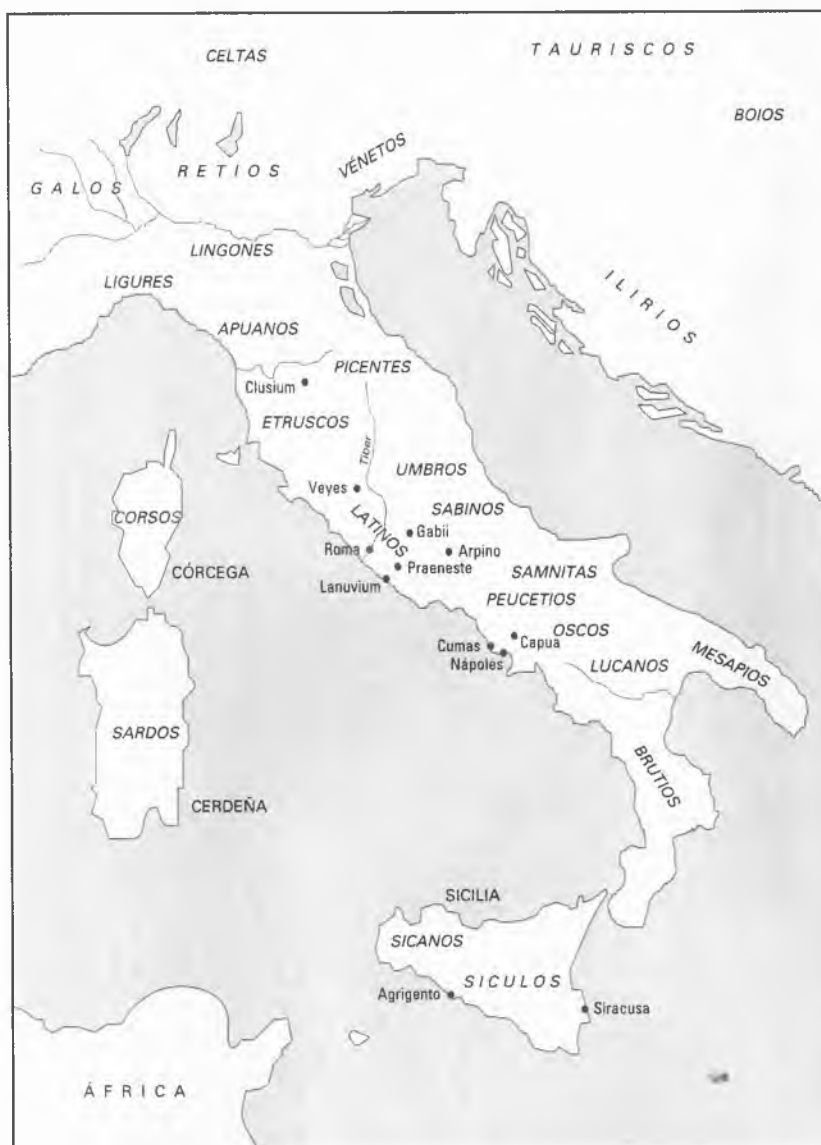 CELTAS
TAURISCOS
BOIOS
VÉNETOS
RETIOS
GALOS
LINGONES
LIGURES
ILIRIOS
APUANOS
PICENTES
Clusium
ETRUSCOS
Tiber
UMBROS
Veyes
SABINOS
LATINOS
Gabii
CORSOS
Roma
Arpino
Praeneste
SAMNITAS
CÓRCEGA
Lanuvium
PEUCETIOS
OSCOS
Capua
Cumas
Nápoles
LUCANOS
MESAPIOS
SARDOS
BRUTIOS
CERDEÑA
SICILIA
SICANOS
SICULOS
Agrigento
Siracusa
ÁFRICA